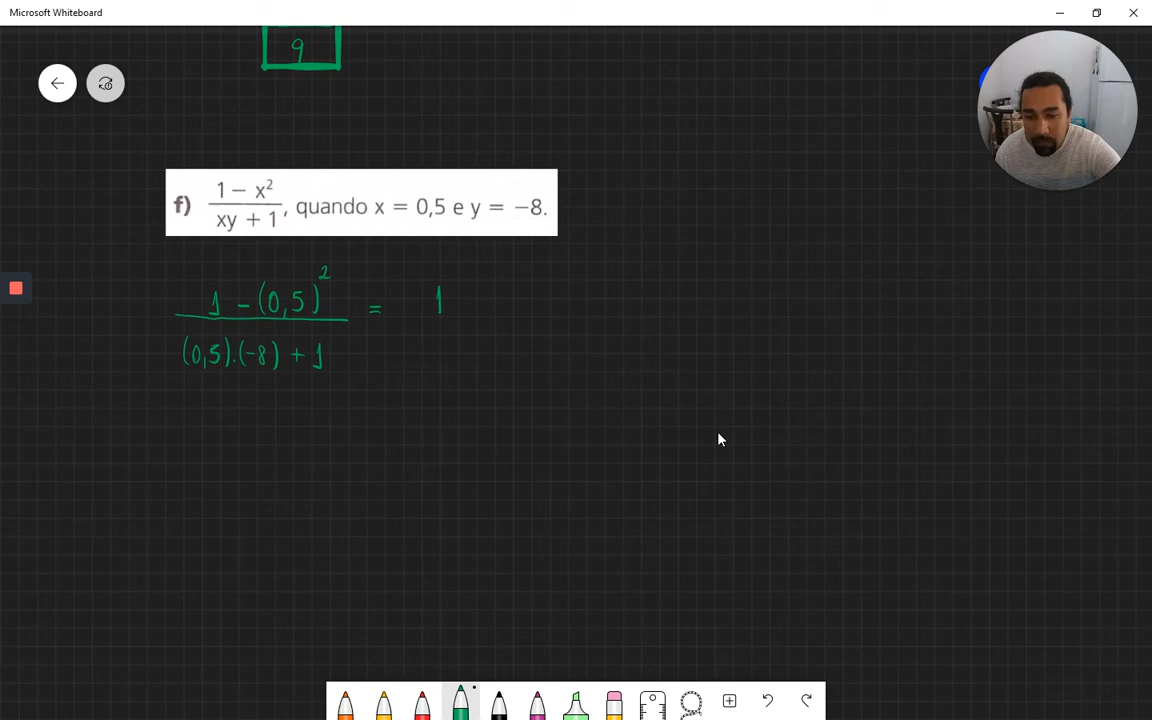 Microsoft Whiteboard
9
f) 1 − x² / xy + 1, quando x = 0,5 e y = −8.
1 − (0,5)² / (0,5).(-8) + 1 = 1